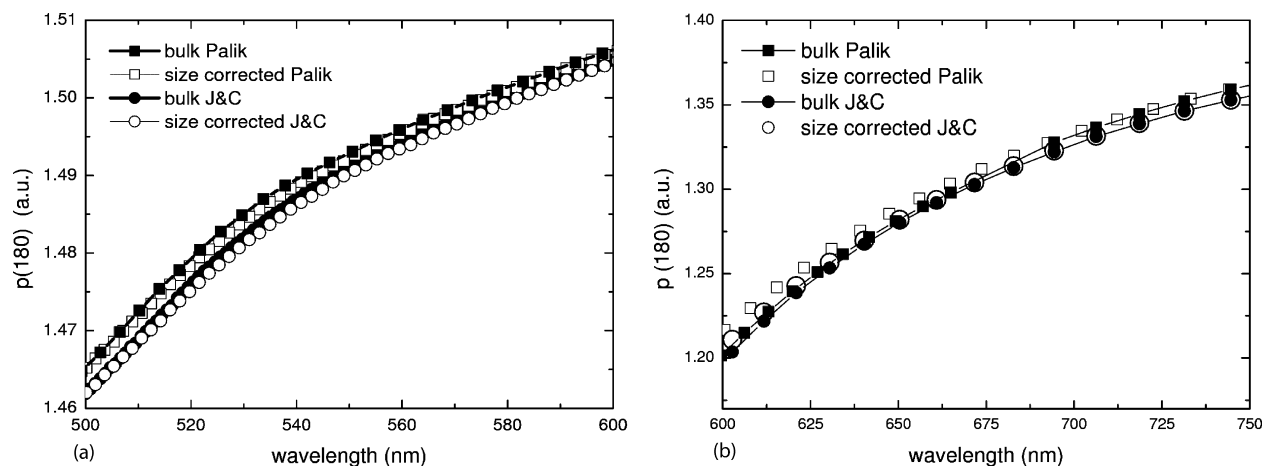 1.51
1.50
1.49
1.48
1.47
1.46
p(180) (a.u.)
bulk Palik
size corrected Palik
bulk J&C
size corrected J&C
500 520 540 560 580 600
(a) wavelength (nm)
1.40
1.35
1.30
1.25
1.20
p (180) (a.u.)
bulk Palik
size corrected Palik
bulk J&C
size corrected J&C
600 625 650 675 700 725 750
(b) wavelength (nm)